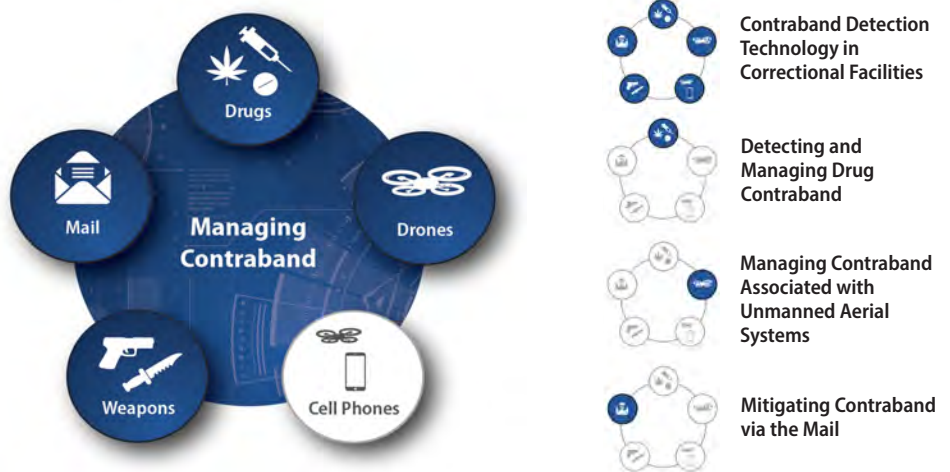 Drugs
Mail
Drones
Managing
Contraband
Weapons
Cell Phones
Contraband Detection
Technology in
Correctional Facilities
Detecting and
Managing Drug
Contraband
Managing Contraband
Associated with
Unmanned Aerial
Systems
Mitigating Contraband
via the Mail